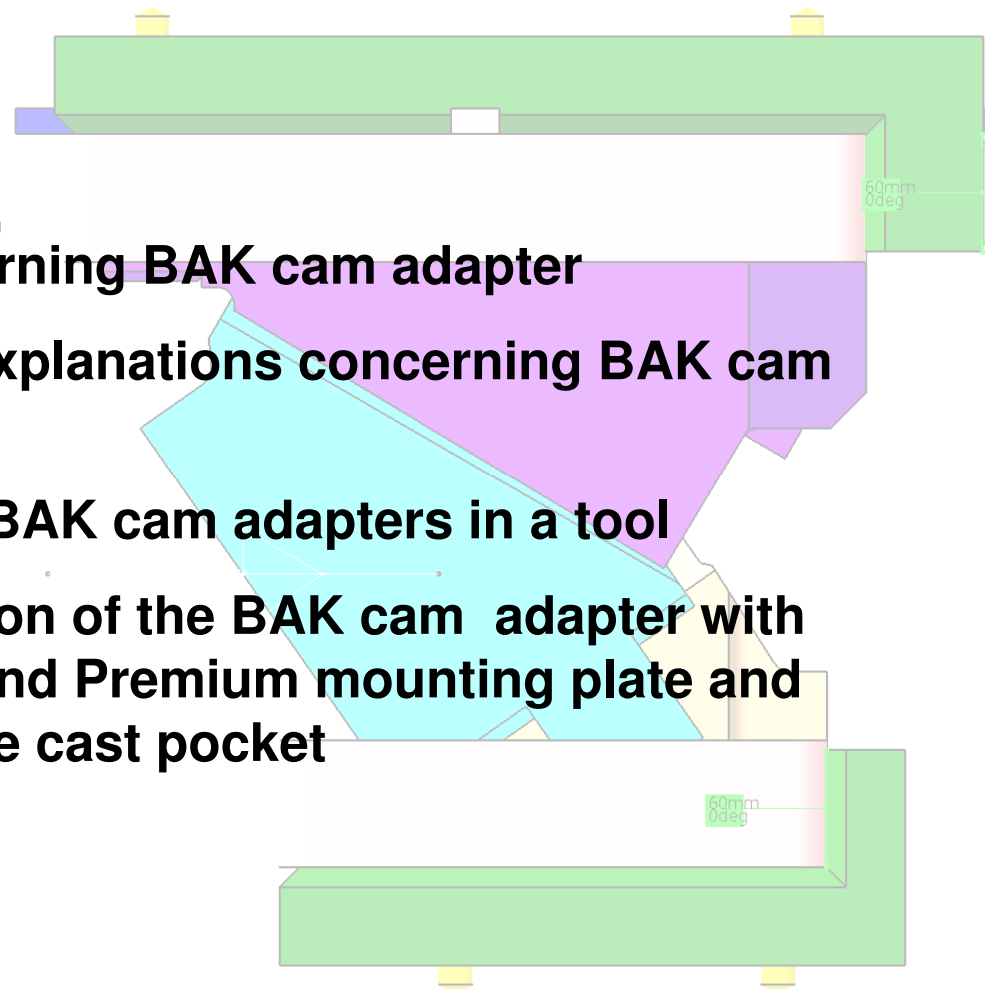 60mm
0deg
rning BAK cam adapter
xplanations concerning BAK cam
BAK cam adapters in a tool
on of the BAK cam adapter with
nd Premium mounting plate and
e cast pocket
60mm
0deg